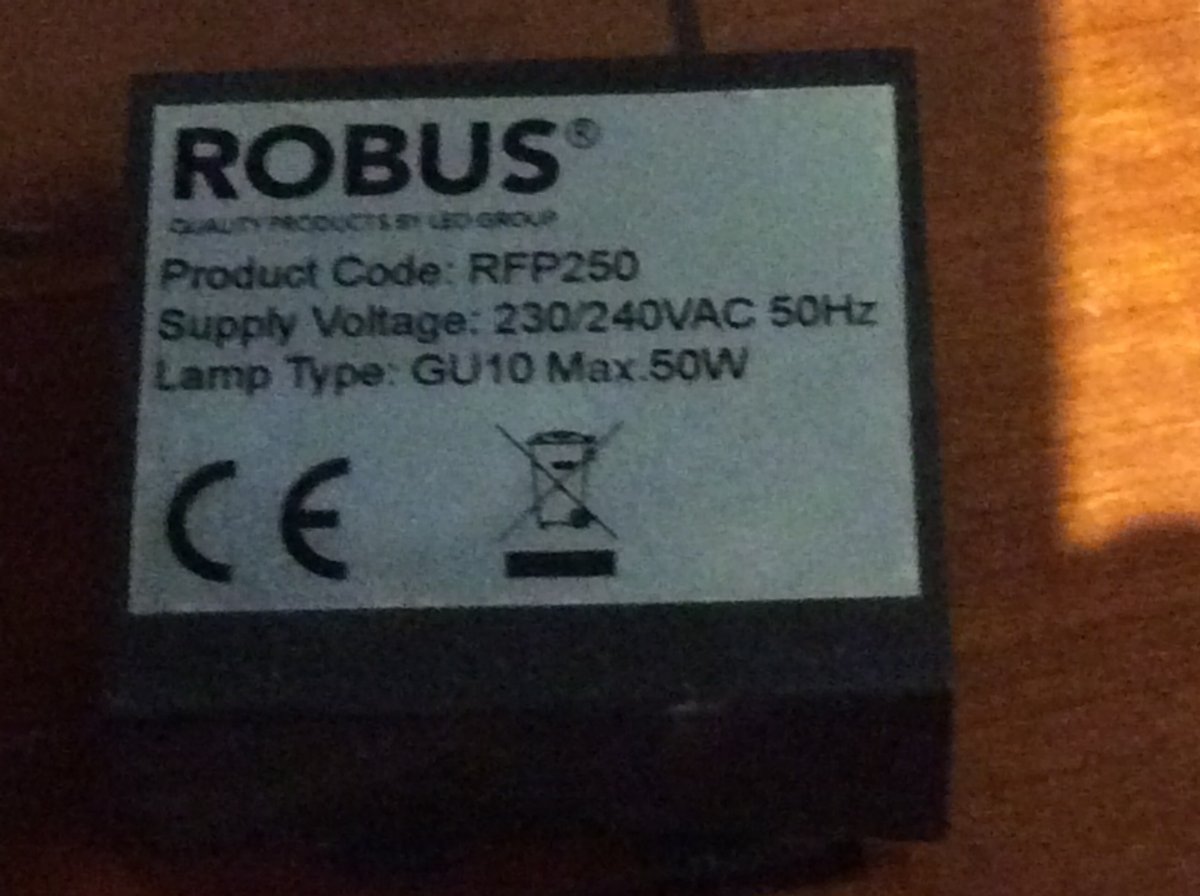 ROBUS®
QUALITY PRODUCTS BY LED GROUP
Product Code: RFP250
Supply Voltage: 230/240VAC 50Hz
Lamp Type: GU10 Max.50W
CE